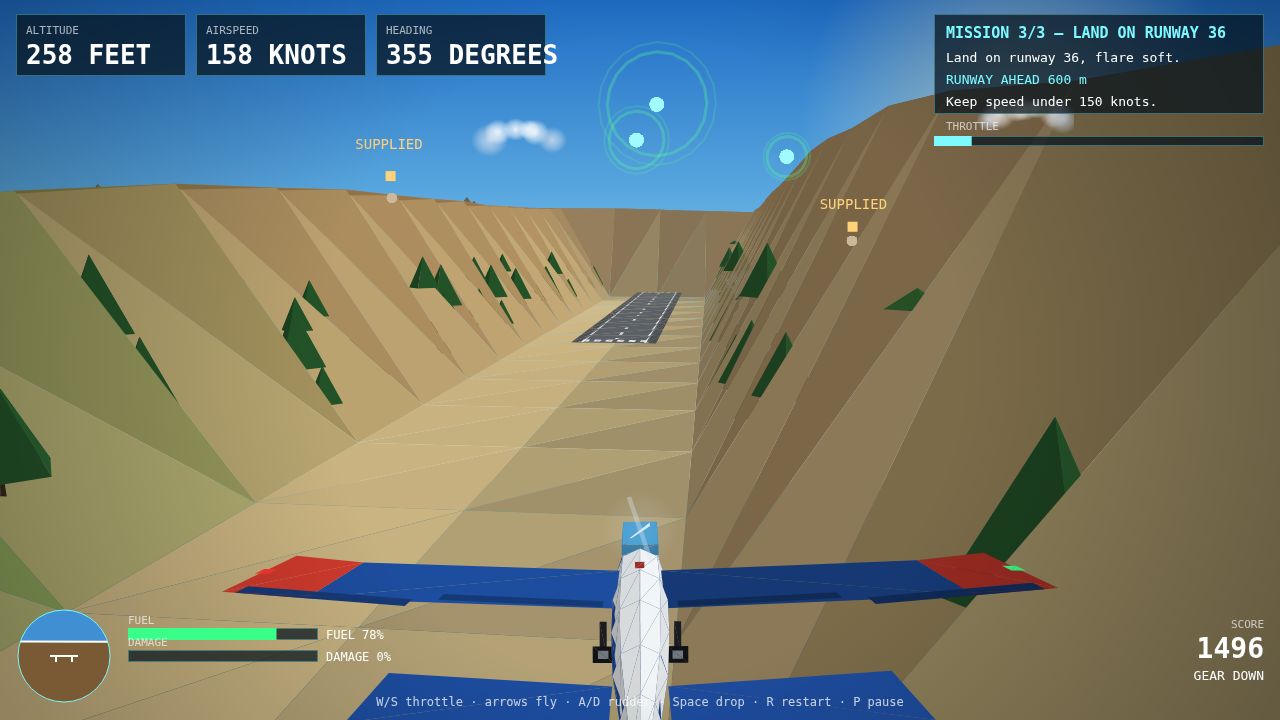 ALTITUDE
258 FEET
AIRSPEED
158 KNOTS
HEADING
355 DEGREES
MISSION 3/3 — LAND ON RUNWAY 36
Land on runway 36, flare soft.
RUNWAY AHEAD 600 m
Keep speed under 150 knots.
THROTTLE
SUPPLIED
SUPPLIED
FUEL
FUEL 78%
DAMAGE
DAMAGE 0%
SCORE
1496
GEAR DOWN
W/S throttle · arrows fly · A/D rudder · Space drop · R restart · P pause